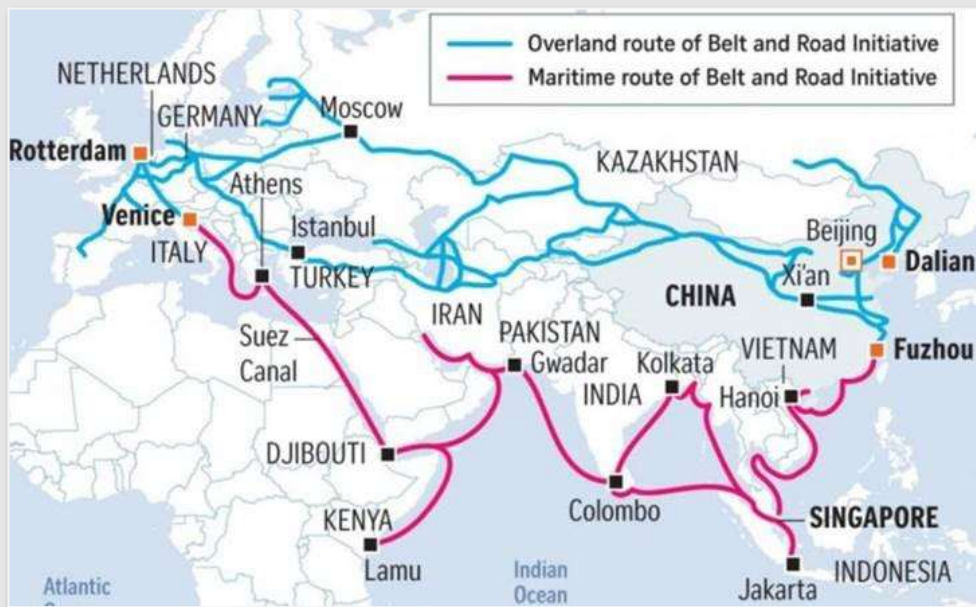 Overland route of Belt and Road Initiative
Maritime route of Belt and Road Initiative
NETHERLANDS
GERMANY
Moscow
Rotterdam
KAZAKHSTAN
Athens
Venice
Istanbul
Beijing
ITALY
TURKEY
Xi'an
Dalian
CHINA
IRAN
Suez
Canal
PAKISTAN
Gwadar
Kolkata
VIETNAM
Fuzhou
INDIA
Hanoi
DJIBOUTI
Colombo
SINGAPORE
KENYA
Lamu
Indian
Ocean
Jakarta
INDONESIA
Atlantic